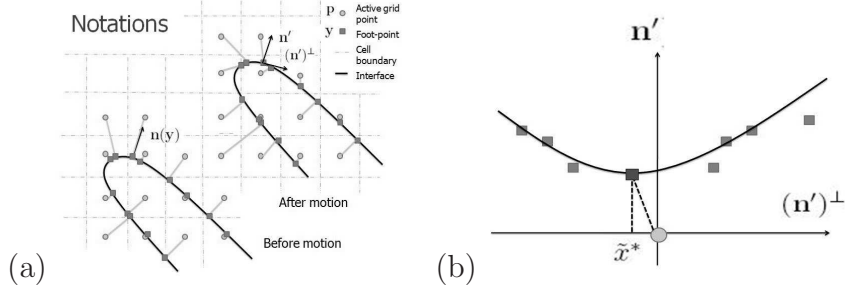 Notations
p Active grid point
y Foot-point
Cell boundary
Interface
n′
(n′)⊥
n(y)
After motion
Before motion
(a)
n′
(n′)⊥
x̃*
(b)